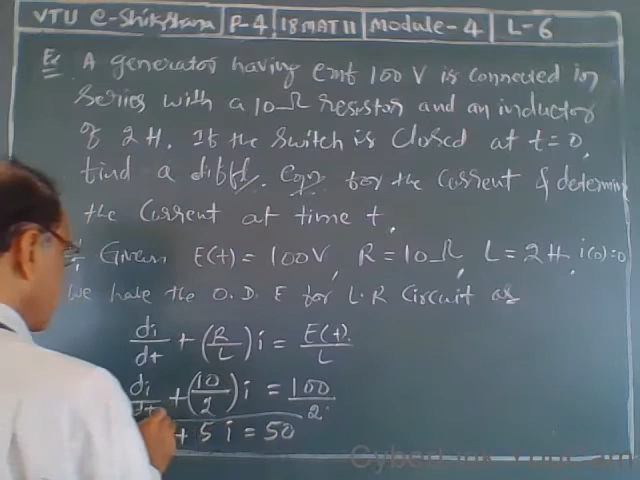 VTU e-Shikshana P-4 18MAT11 Module-4 L-6
Ex A generator having emf 100 V is connected in
series with a 10 Ω resistor and an inductor
of 2 H. If the switch is closed at t=0,
find a diffl. Eqn. for the current & determine
the current at time t.
Given E(t) = 100V, R = 10Ω, L = 2H, i(0)=0
We have the O.D.E for L-R Circuit as
di/dt + (R/L) i = E(t)/L
di/dt + (10/2) i = 100/2
+ 5 i = 50